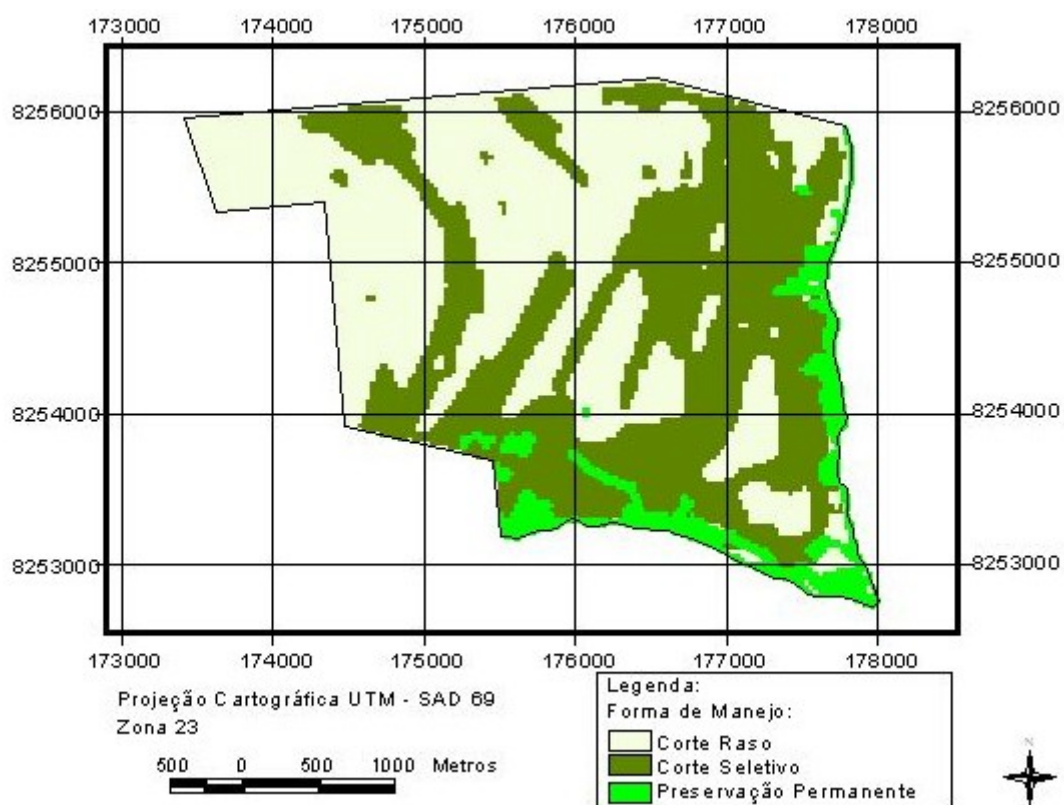 173000 174000 175000 176000 177000 178000
8256000 8256000
8255000 8255000
8254000 8254000
8253000 8253000
173000 174000 175000 176000 177000 178000
Projeção Cartográfica UTM - SAD 69
Zona 23
500 0 500 1000 Metros
Legenda:
Forma de Manejo:
Corte Raso
Corte Seletivo
Preservação Permanente
N